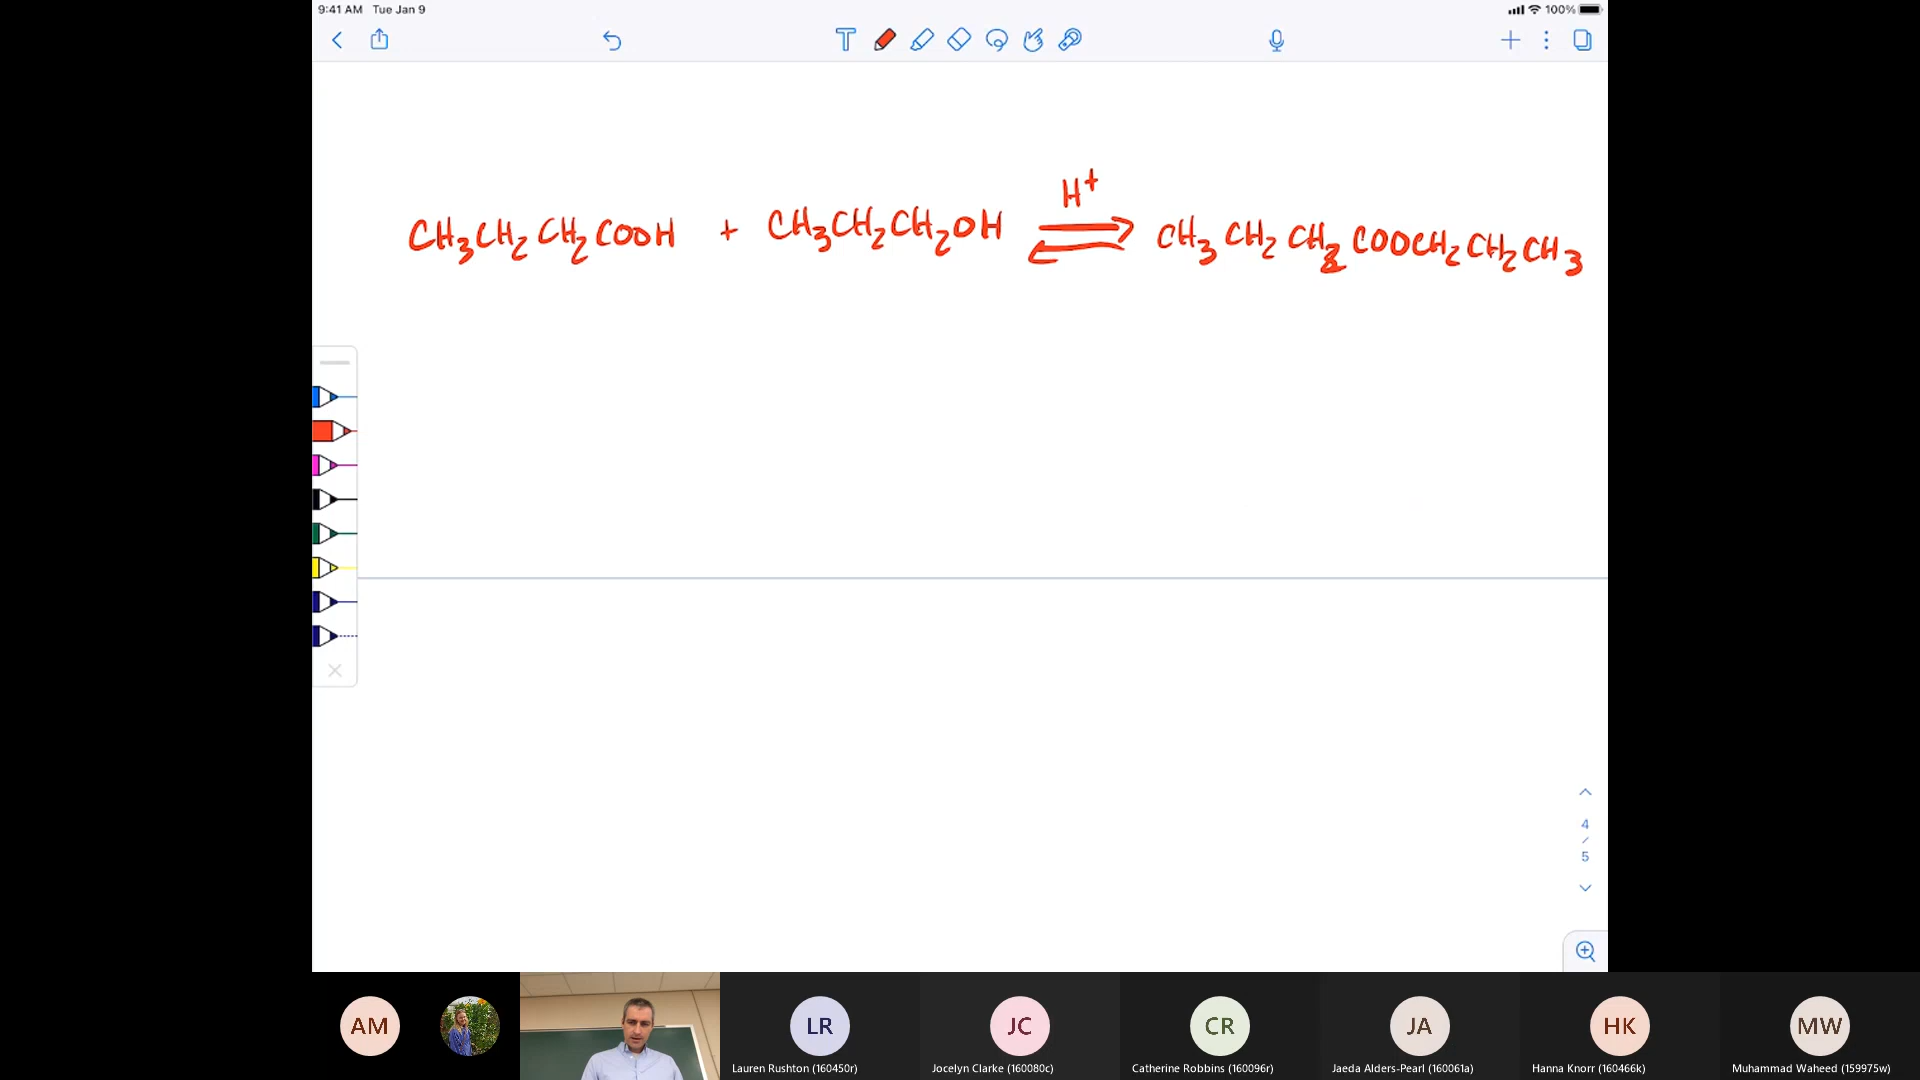 9:41 AM Tue Jan 9
100%
T
H⁺
CH₃CH₂CH₂COOH + CH₃CH₂CH₂OH ⇌ CH₃CH₂CH₂COOCH₂CH₂CH₃
4
/
5
AM
LR
JC
CR
JA
HK
MW
Lauren Rushton (160450r)
Jocelyn Clarke (160080c)
Catherine Robbins (160096r)
Jaeda Alders-Pearl (160061a)
Hanna Knorr (160466k)
Muhammad Waheed (159975w)